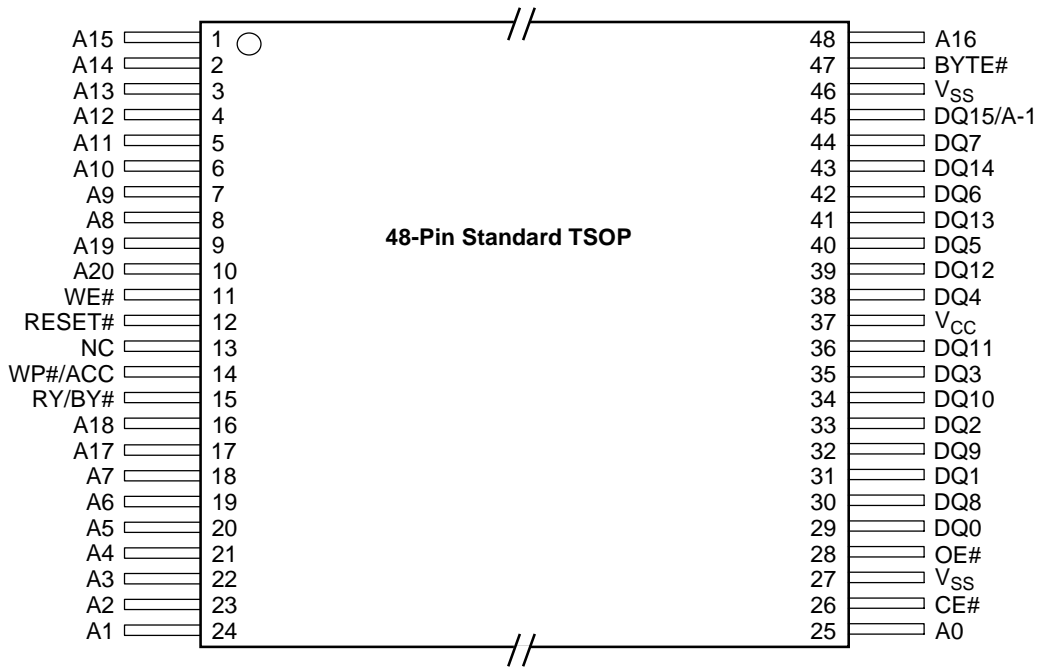 A15 1 48 A16
A14 2 47 BYTE#
A13 3 46 VSS
A12 4 45 DQ15/A-1
A11 5 44 DQ7
A10 6 43 DQ14
A9 7 42 DQ6
A8 8 41 DQ13
A19 9 40 DQ5
A20 10 39 DQ12
WE# 11 38 DQ4
RESET# 12 37 VCC
NC 13 36 DQ11
WP#/ACC 14 35 DQ3
RY/BY# 15 34 DQ10
A18 16 33 DQ2
A17 17 32 DQ9
A7 18 31 DQ1
A6 19 30 DQ8
A5 20 29 DQ0
A4 21 28 OE#
A3 22 27 VSS
A2 23 26 CE#
A1 24 25 A0
48-Pin Standard TSOP